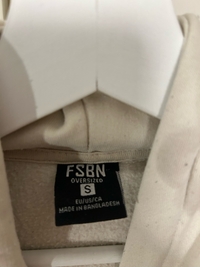 FSBN
OVERSIZED
S
EU/US/CA
MADE IN BANGLADESH